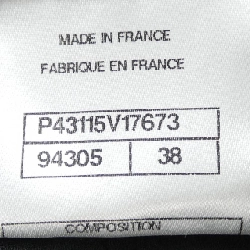 MADE IN FRANCE
FABRIQUE EN FRANCE
P43115V17673
94305 38
COMPOSITION